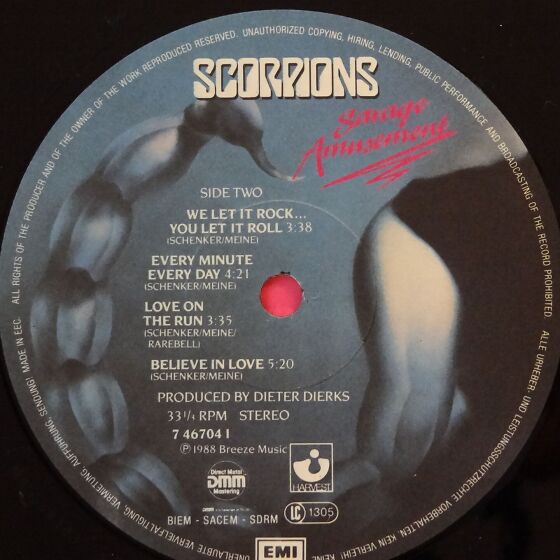 SCORPIONS
Savage
Amusement
SIDE TWO
WE LET IT ROCK...
YOU LET IT ROLL 3:38
(SCHENKER/MEINE)
EVERY MINUTE
EVERY DAY 4:21
(SCHENKER/MEINE)
LOVE ON
THE RUN 3:35
(SCHENKER/MEINE/
RAREBELL)
BELIEVE IN LOVE 5:20
(SCHENKER/MEINE)
PRODUCED BY DIETER DIERKS
33 1/4 RPM STEREO
7 46704 1
Ⓟ 1988 Breeze Music
Direct Metal
DMM
Mastering
HARVEST
DMM
BIEM - SACEM - SDRM
LC 1305
EMI
MADE IN EEC. ALL RIGHTS OF THE PRODUCER AND OF THE OWNER OF THE WORK REPRODUCED RESERVED. UNAUTHORIZED COPYING, HIRING, LENDING, PUBLIC PERFORMANCE AND BROADCASTING OF THE RECORD PROHIBITED. ALLE URHEBER- UND LEISTUNGSSCHUTZRECHTE VORBEHALTEN. KEIN VERLEIH! KEINE UNERLAUBTE VERVIELFÄLTIGUNG, VERMIETUNG, AUFFÜHRUNG, SENDUNG!